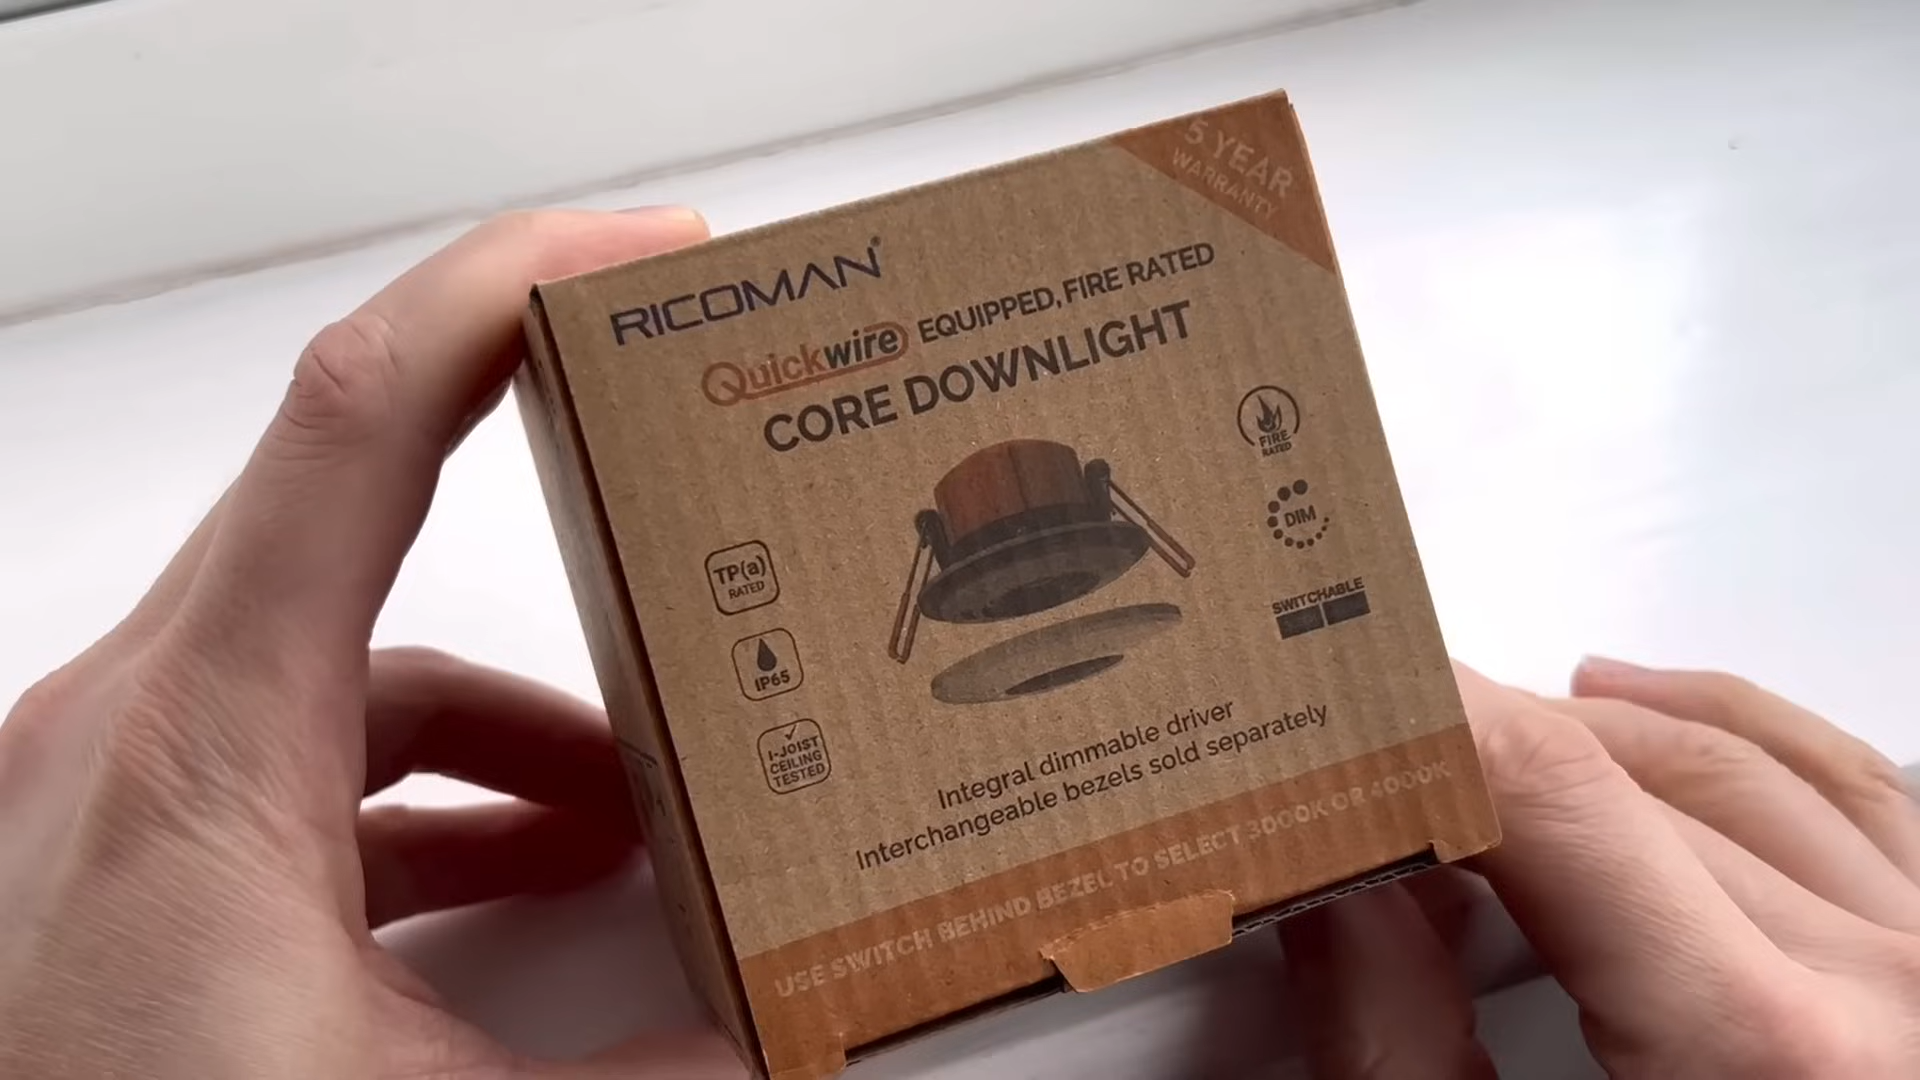 5 YEAR
WARRANTY
RICOMAN®
Quickwire EQUIPPED, FIRE RATED
CORE DOWNLIGHT
FIRE
RATED
DIM
SWITCHABLE
TP(a)
RATED
IP65
I-JOIST
CEILING
TESTED
Integral dimmable driver
Interchangeable bezels sold separately
USE SWITCH BEHIND BEZEL TO SELECT 3000K OR 4000K